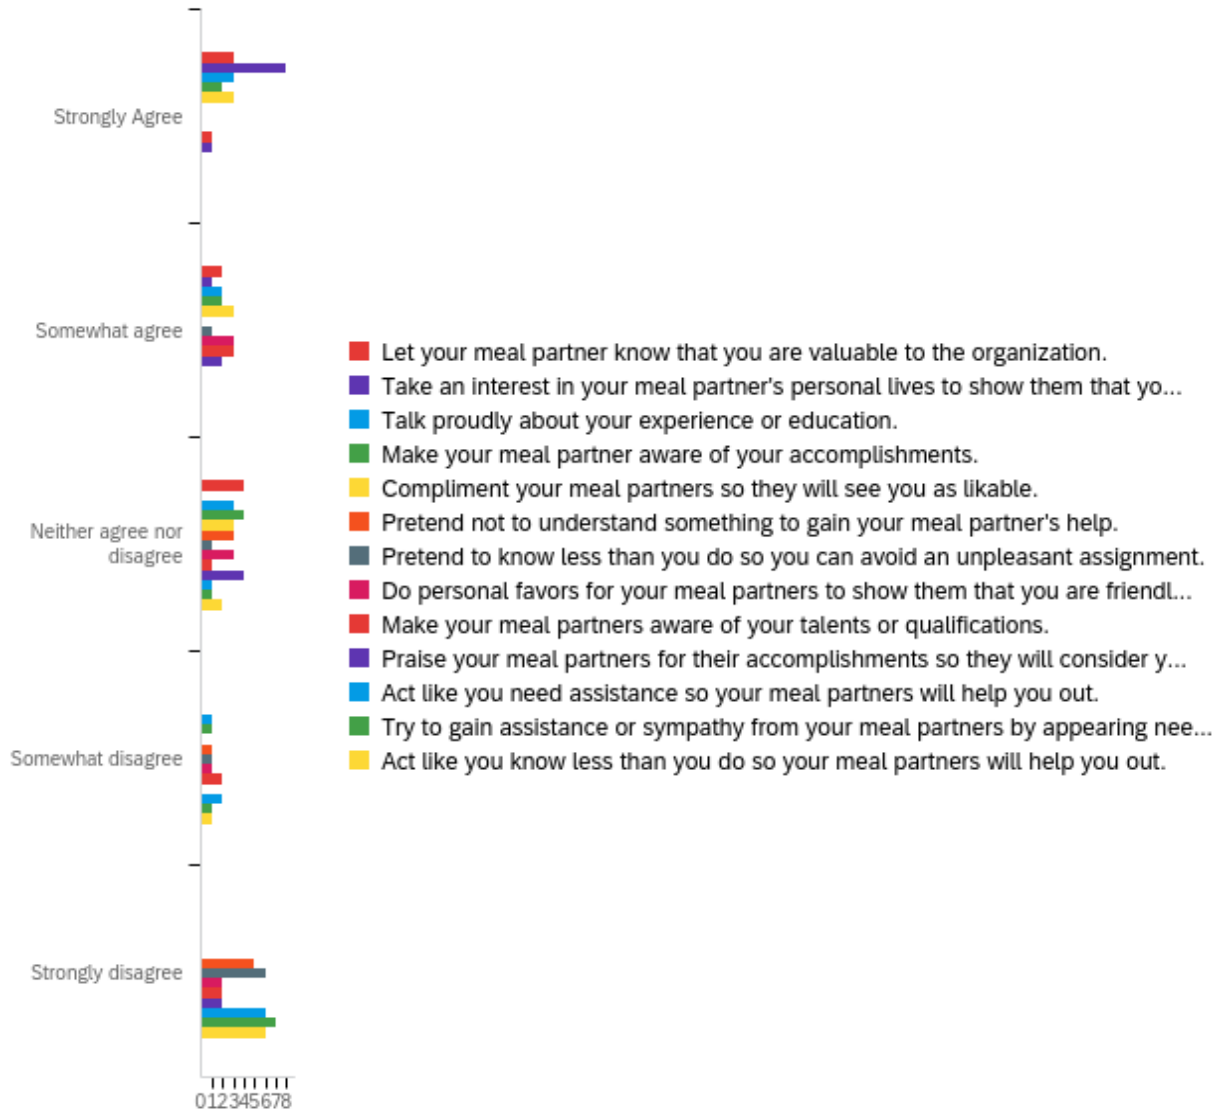 Strongly Agree
Somewhat agree
Neither agree nor
disagree
Somewhat disagree
Strongly disagree
012345678
Let your meal partner know that you are valuable to the organization.
Take an interest in your meal partner's personal lives to show them that yo...
Talk proudly about your experience or education.
Make your meal partner aware of your accomplishments.
Compliment your meal partners so they will see you as likable.
Pretend not to understand something to gain your meal partner's help.
Pretend to know less than you do so you can avoid an unpleasant assignment.
Do personal favors for your meal partners to show them that you are friendl...
Make your meal partners aware of your talents or qualifications.
Praise your meal partners for their accomplishments so they will consider y...
Act like you need assistance so your meal partners will help you out.
Try to gain assistance or sympathy from your meal partners by appearing nee...
Act like you know less than you do so your meal partners will help you out.